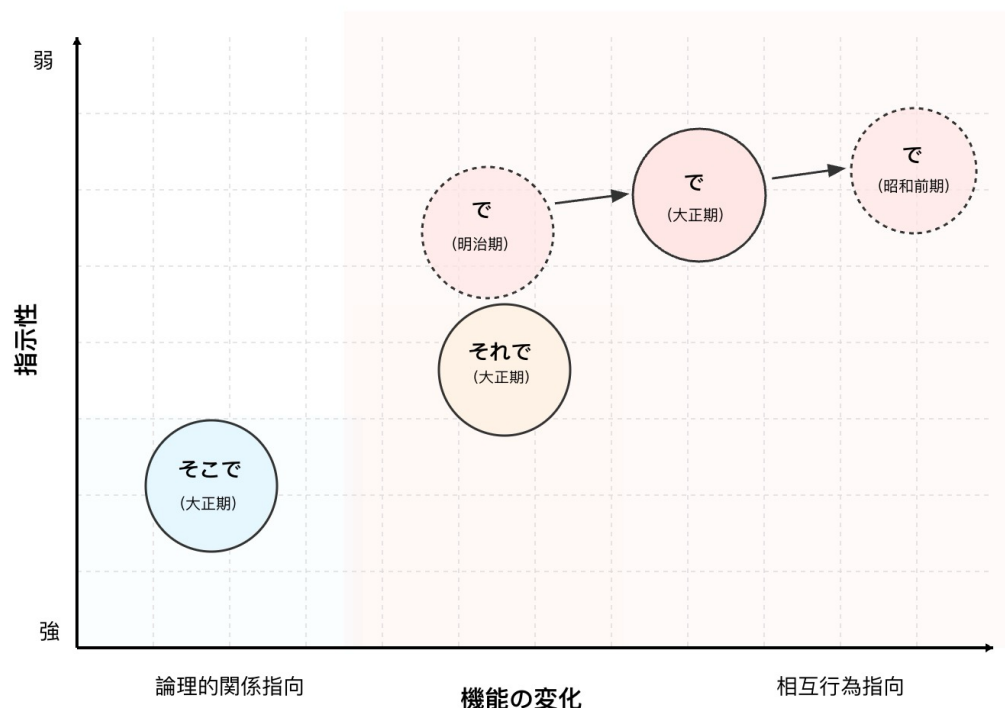 弱
で
(昭和前期)
で
(大正期)
で
(明治期)
指示性
それで
(大正期)
そこで
(大正期)
強
論理的関係指向
機能の変化
相互行為指向